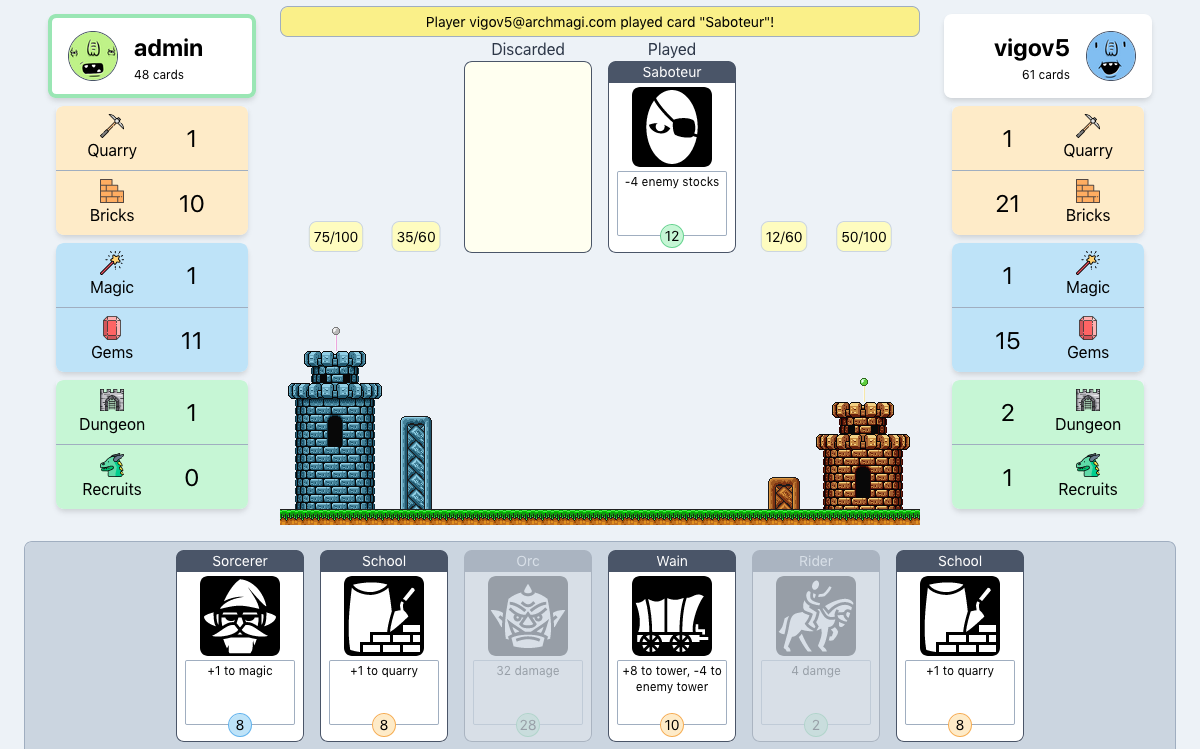 Player vigov5@archmagi.com played card "Saboteur"!
admin
48 cards
Discarded
Played
vigov5
61 cards
Quarry
1
Bricks
10
Magic
1
Gems
11
Dungeon
1
Recruits
0
75/100
35/60
Saboteur
-4 enemy stocks
12
12/60
50/100
1
Quarry
21
Bricks
1
Magic
15
Gems
2
Dungeon
1
Recruits
Sorcerer
+1 to magic
8
School
+1 to quarry
8
Orc
32 damage
28
Wain
+8 to tower, -4 to
enemy tower
10
Rider
4 damge
2
School
+1 to quarry
8